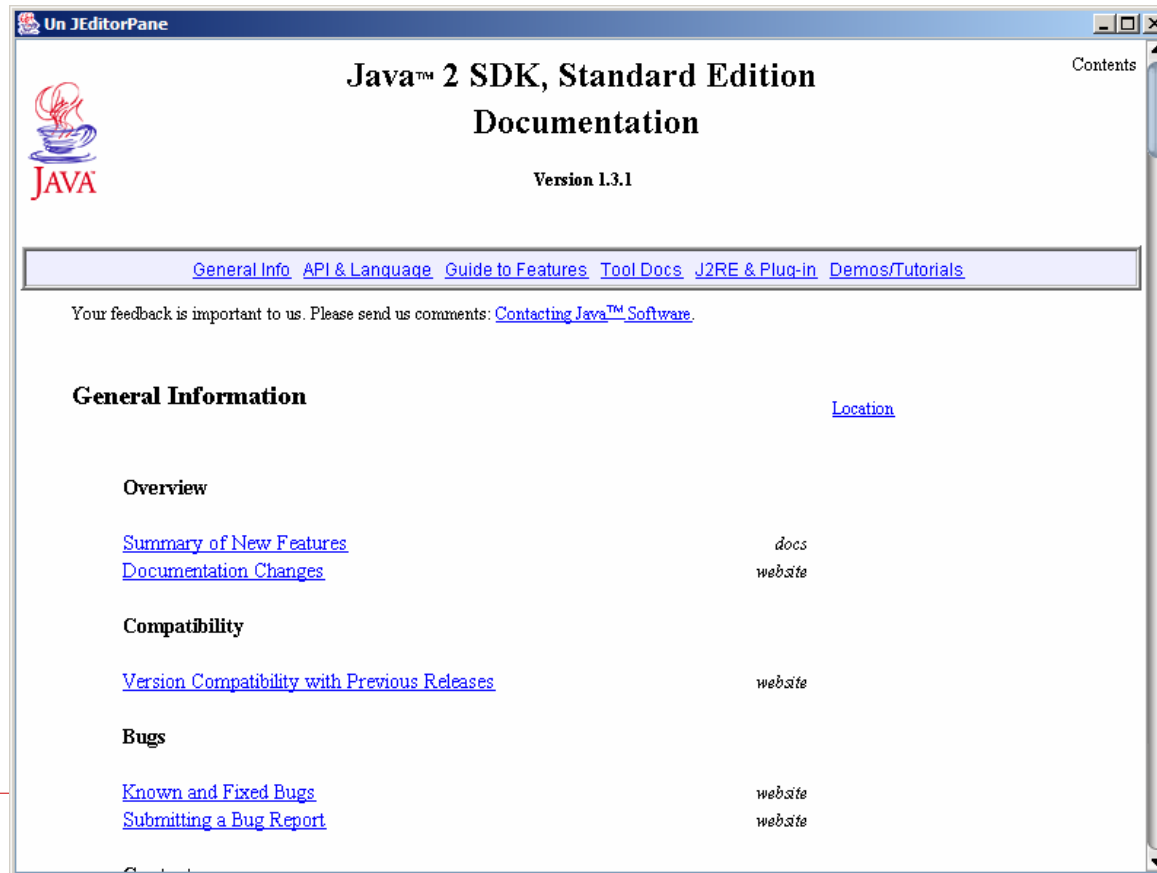 Un JEditorPane
Java™ 2 SDK, Standard Edition
Documentation
Contents
JAVA
Version 1.3.1
General Info API & Language Guide to Features Tool Docs J2RE & Plug-in Demos/Tutorials
Your feedback is important to us. Please send us comments: Contacting Java™ Software.
General Information
Location
Overview
Summary of New Features docs
Documentation Changes website
Compatibility
Version Compatibility with Previous Releases website
Bugs
Known and Fixed Bugs website
Submitting a Bug Report website